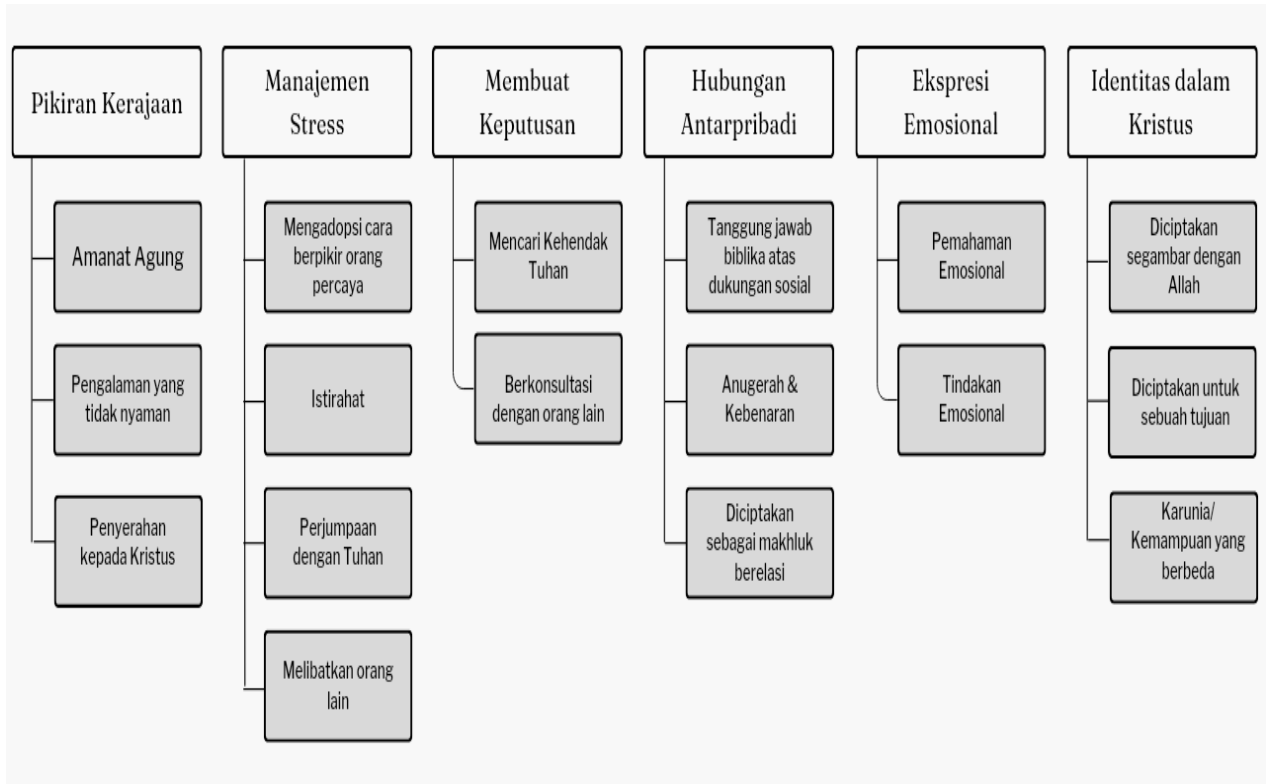 Pikiran Kerajaan
Amanat Agung
Pengalaman yang
tidak nyaman
Penyerahan
kepada Kristus
Manajemen
Stress
Mengadopsi cara
berpikir orang
percaya
Istirahat
Perjumpaan
dengan Tuhan
Melibatkan orang
lain
Membuat
Keputusan
Mencari Kehendak
Tuhan
Berkonsultasi
dengan orang lain
Hubungan
Antarpribadi
Tanggung jawab
biblika atas
dukungan sosial
Anugerah &
Kebenaran
Diciptakan
sebagai makhluk
berelasi
Ekspresi
Emosional
Pemahaman
Emosional
Tindakan
Emosional
Identitas dalam
Kristus
Diciptakan
segambar dengan
Allah
Diciptakan untuk
sebuah tujuan
Karunia/
Kemampuan yang
berbeda